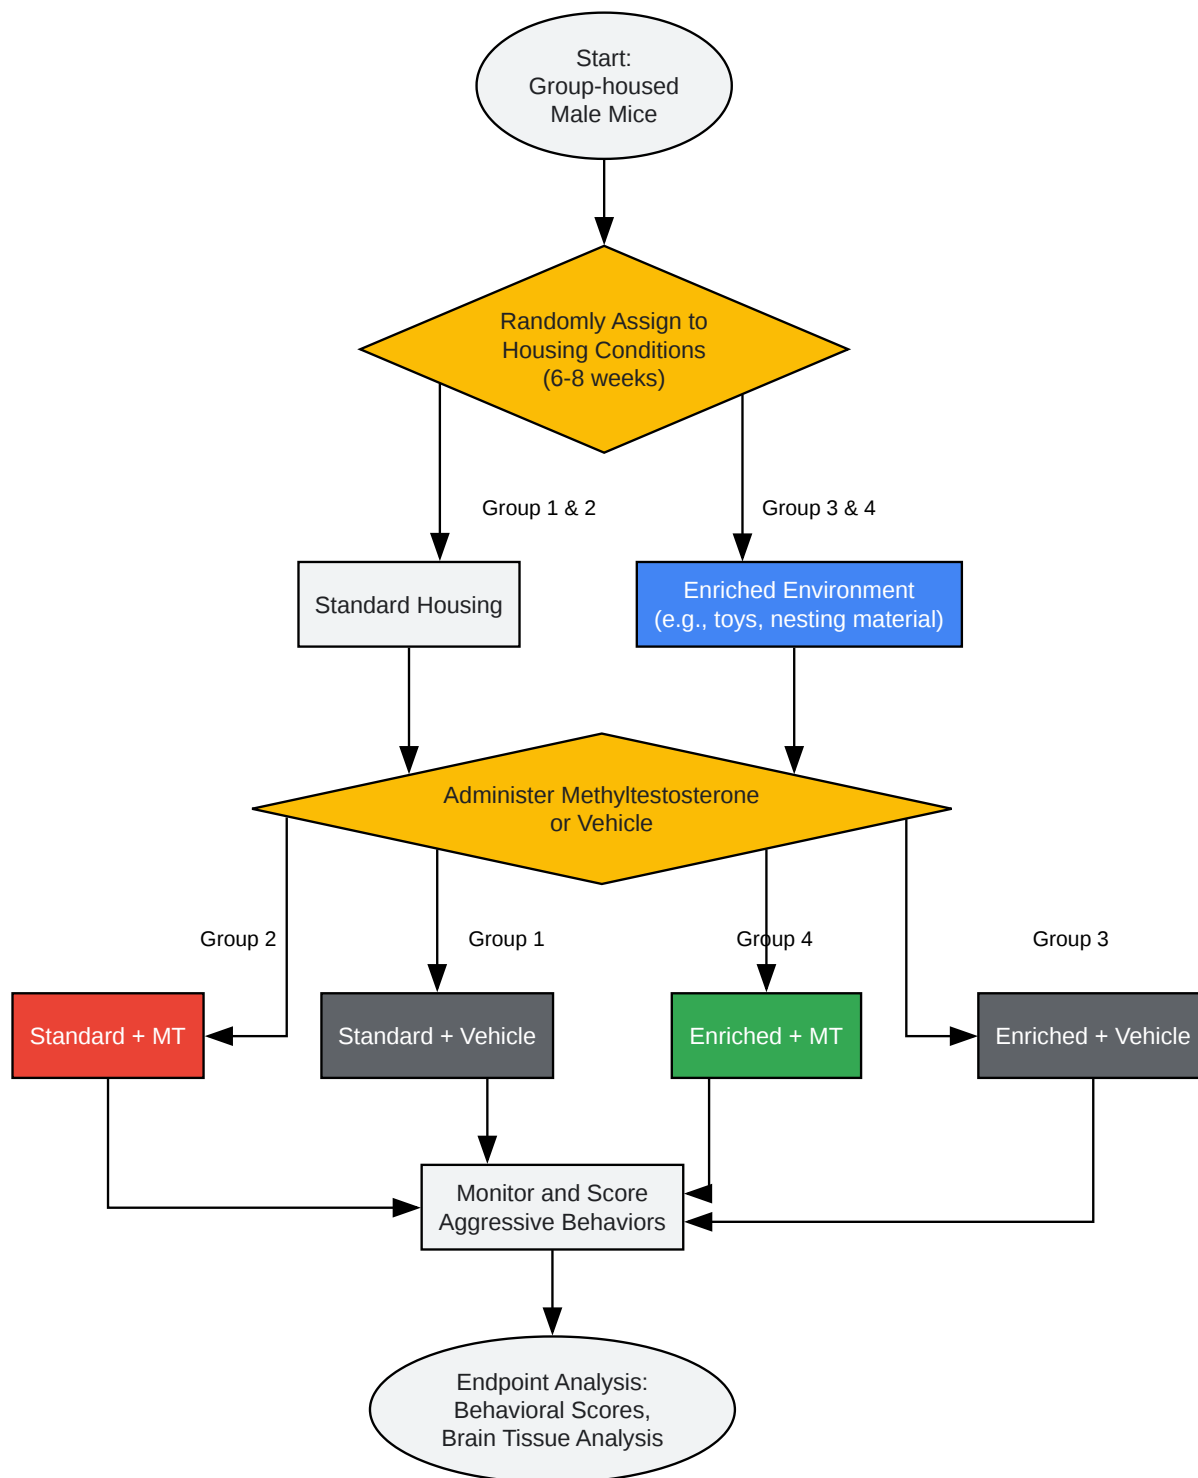 Start:
Group-housed
Male Mice
Randomly Assign to
Housing Conditions
(6-8 weeks)
Group 1 & 2
Group 3 & 4
Standard Housing
Enriched Environment
(e.g., toys, nesting material)
Administer Methyltestosterone
or Vehicle
Group 2
Group 1
Group 4
Group 3
Standard + MT
Standard + Vehicle
Enriched + MT
Enriched + Vehicle
Monitor and Score
Aggressive Behaviors
Endpoint Analysis:
Behavioral Scores,
Brain Tissue Analysis